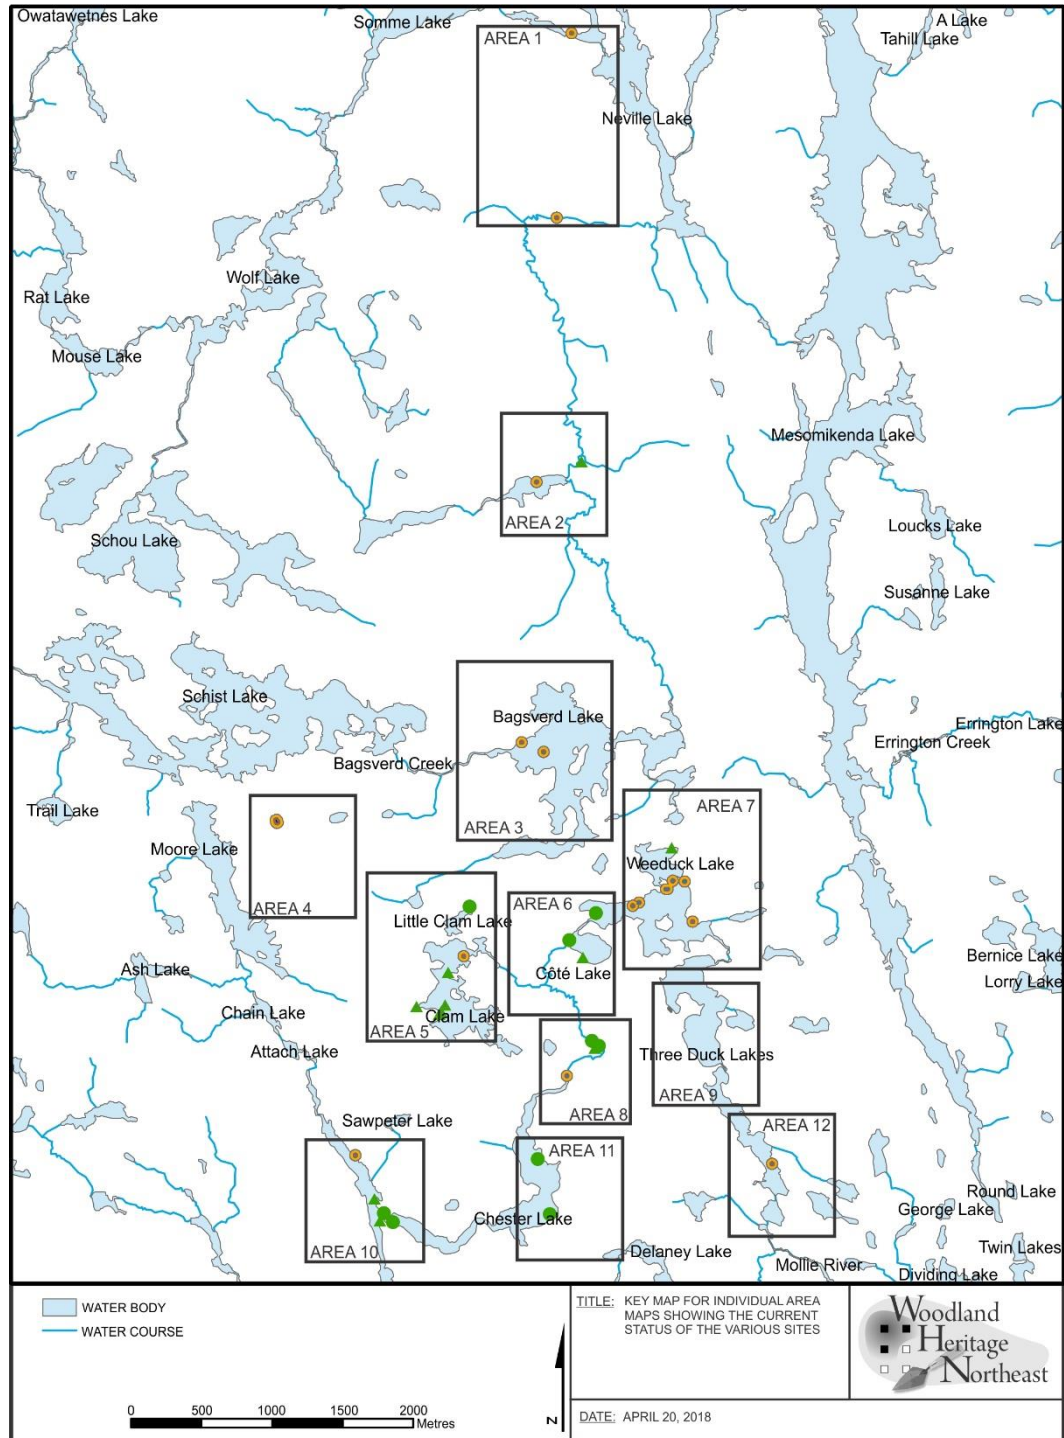 Owatawetnes Lake
Somme Lake
A Lake
Tahill Lake
AREA 1
Neville Lake
Wolf Lake
Rat Lake
Mouse Lake
Mesomikenda Lake
AREA 2
Loucks Lake
Schou Lake
Susanne Lake
Schist Lake
Bagsverd Lake
Errington Lake
Errington Creek
Bagsverd Creek
Trail Lake
AREA 7
AREA 3
Moore Lake
Weeduck Lake
AREA 6
AREA 4
Little Clam Lake
Bernice Lake
Ash Lake
Côté Lake
Lorry Lake
Chain Lake
Clam Lake
AREA 5
Attach Lake
Three Duck Lakes
AREA 9
Sawpeter Lake
AREA 8
AREA 12
AREA 11
Round Lake
George Lake
Chester Lake
AREA 10
Delaney Lake
Twin Lakes
Mollie River
Dividing Lake
WATER BODY
WATER COURSE
0 500 1000 1500 2000
Metres
N
TITLE: KEY MAP FOR INDIVIDUAL AREA
MAPS SHOWING THE CURRENT
STATUS OF THE VARIOUS SITES
DATE: APRIL 20, 2018
Woodland
Heritage
Northeast